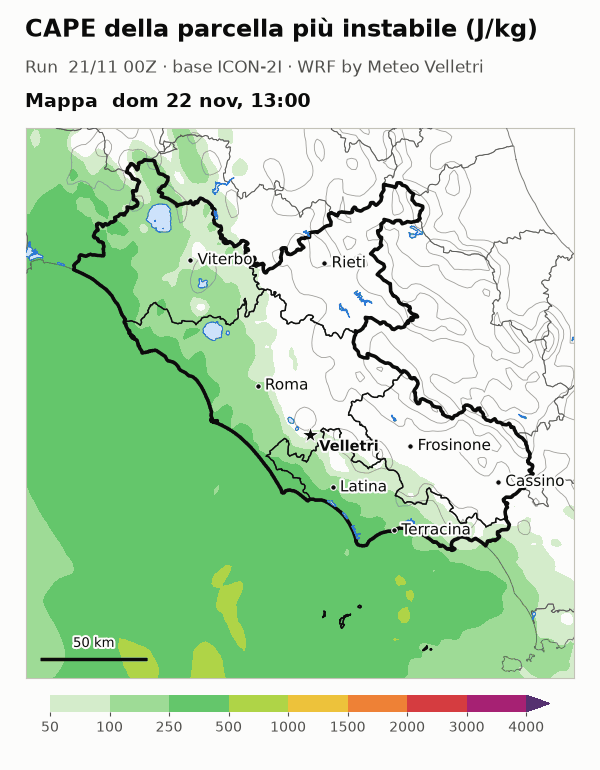 CAPE della parcella più instabile (J/kg)
Run  21/11 00Z · base ICON-2I · WRF by Meteo Velletri
Mappa  dom 22 nov, 13:00
Viterbo
Rieti
Roma
Velletri
Frosinone
Latina
Cassino
Terracina
50 km
50 100 250 500 1000 1500 2000 3000 4000